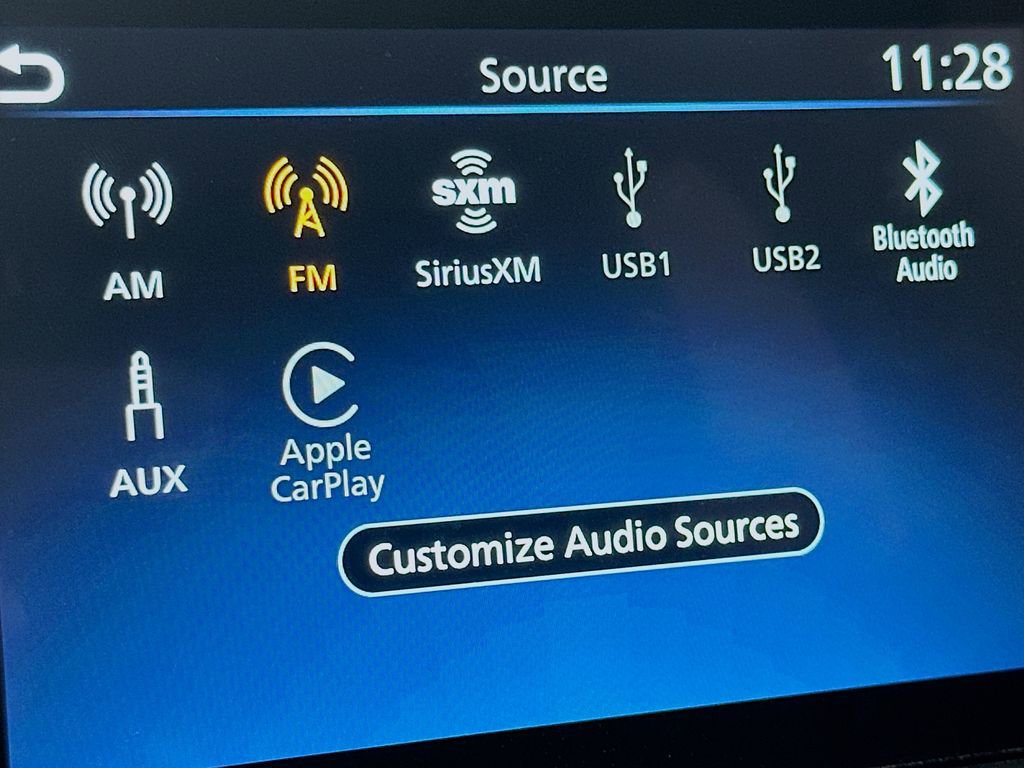 Source
11:28
AM
FM
sxm
SiriusXM
USB1
USB2
Bluetooth
Audio
AUX
Apple
CarPlay
Customize Audio Sources